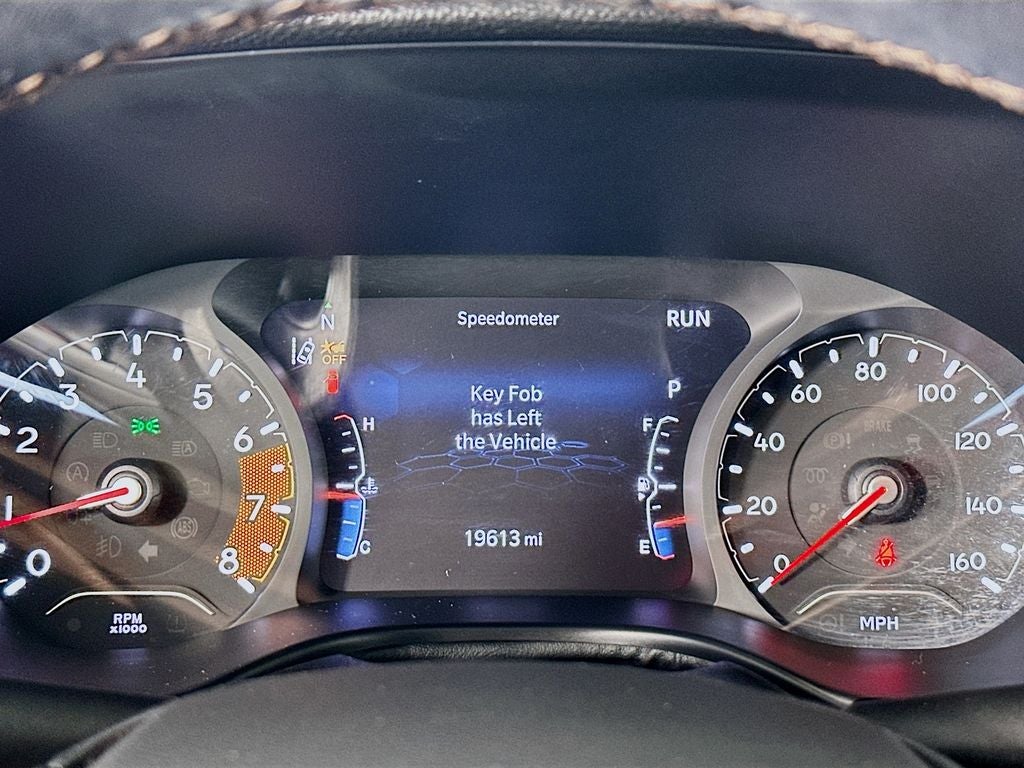 N
Speedometer
RUN
OFF
P
Key Fob
has Left
the Vehicle
H
C
F
E
19613 mi
0
1
2
3
4
5
6
7
8
RPM
x1000
A
ABS
0
20
40
60
80
100
120
140
160
BRAKE
MPH